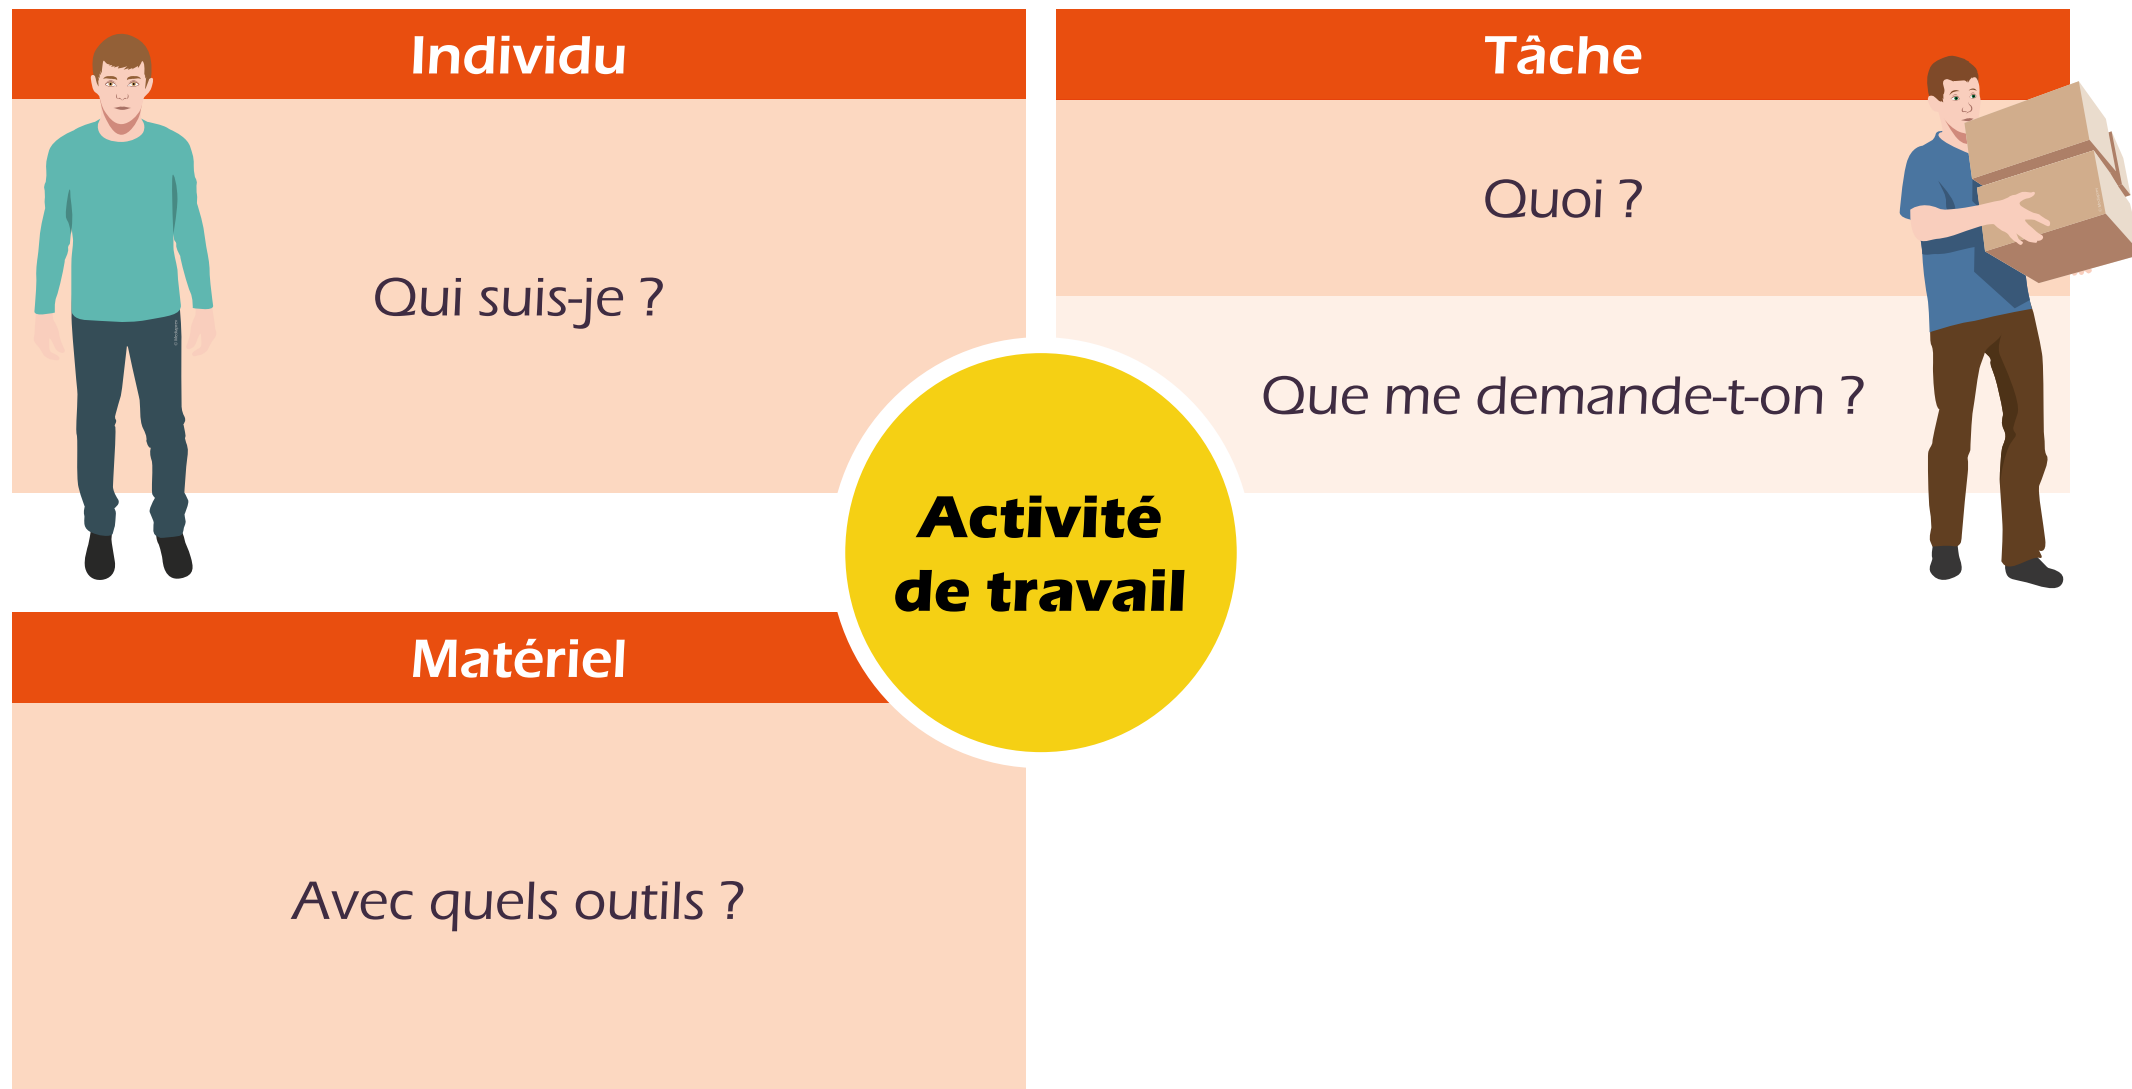 Individu
Qui suis-je ?
Tâche
Quoi ?
Que me demande-t-on ?
Activité
de travail
Matériel
Avec quels outils ?